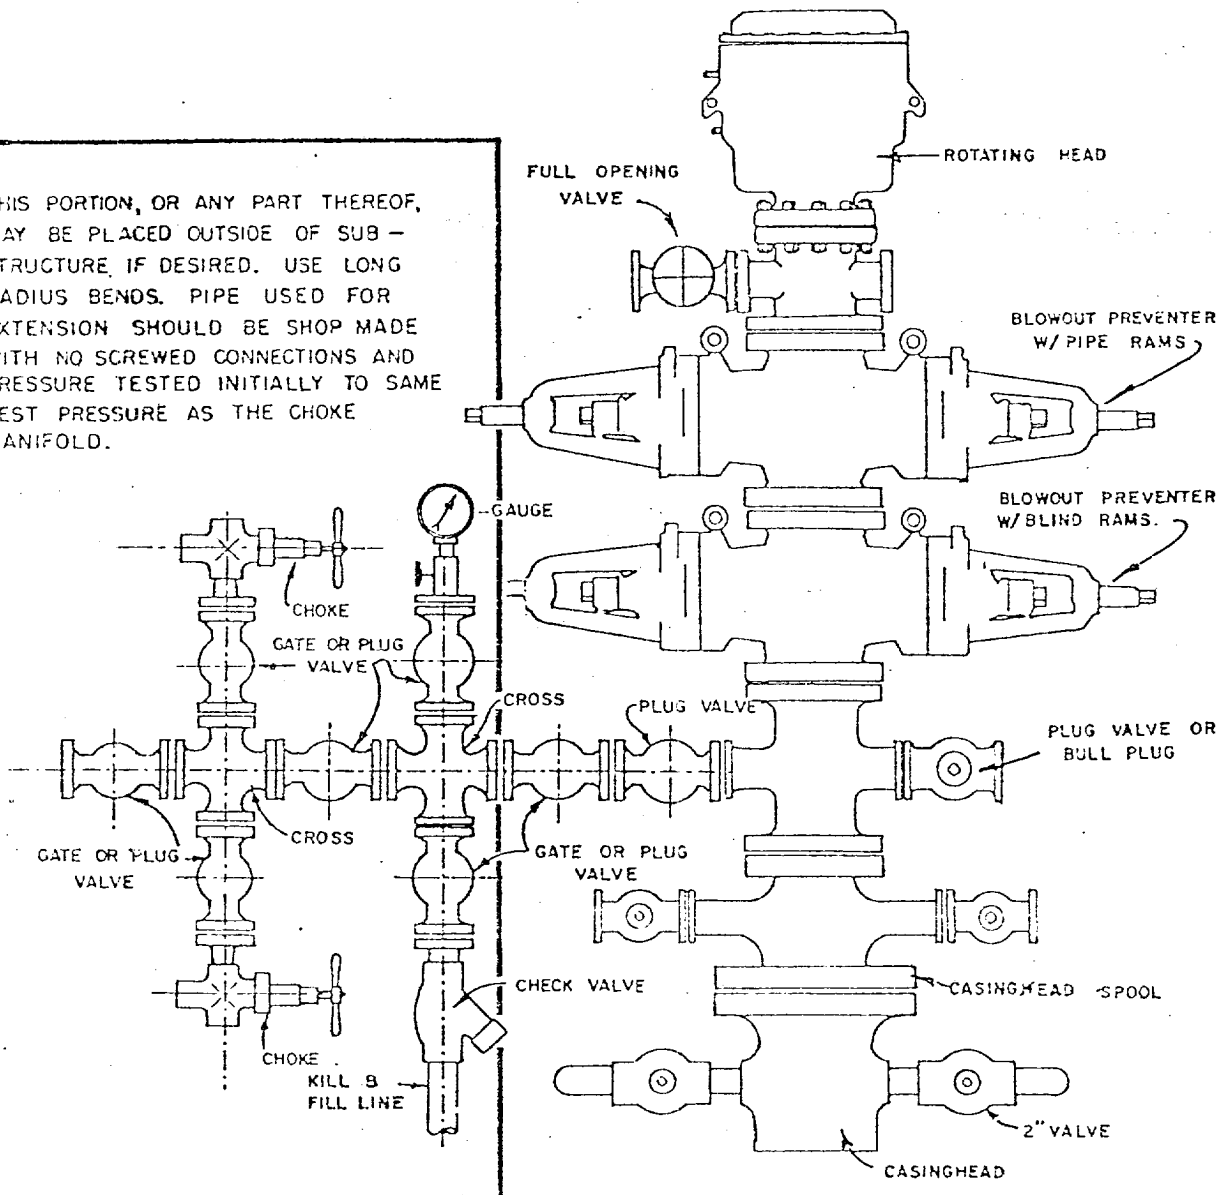 HIS PORTION, OR ANY PART THEREOF,
AY BE PLACED OUTSIDE OF SUB-
TRUCTURE IF DESIRED. USE LONG
ADIUS BENDS. PIPE USED FOR
XTENSION SHOULD BE SHOP MADE
ITH NO SCREWED CONNECTIONS AND
RESSURE TESTED INITIALLY TO SAME
EST PRESSURE AS THE CHOKE
ANIFOLD.
ROTATING HEAD
FULL OPENING
VALVE
BLOWOUT PREVENTER
W/ PIPE RAMS
BLOWOUT PREVENTER
W/ BLIND RAMS.
GAUGE
CHOKE
GATE OR PLUG
VALVE
CROSS
PLUG VALVE
PLUG VALVE OR
BULL PLUG
CROSS
GATE OR PLUG
VALVE
GATE OR PLUG
VALVE
CHECK VALVE
CASINGHEAD SPOOL
CHOKE
KILL &
FILL LINE
2" VALVE
CASINGHEAD